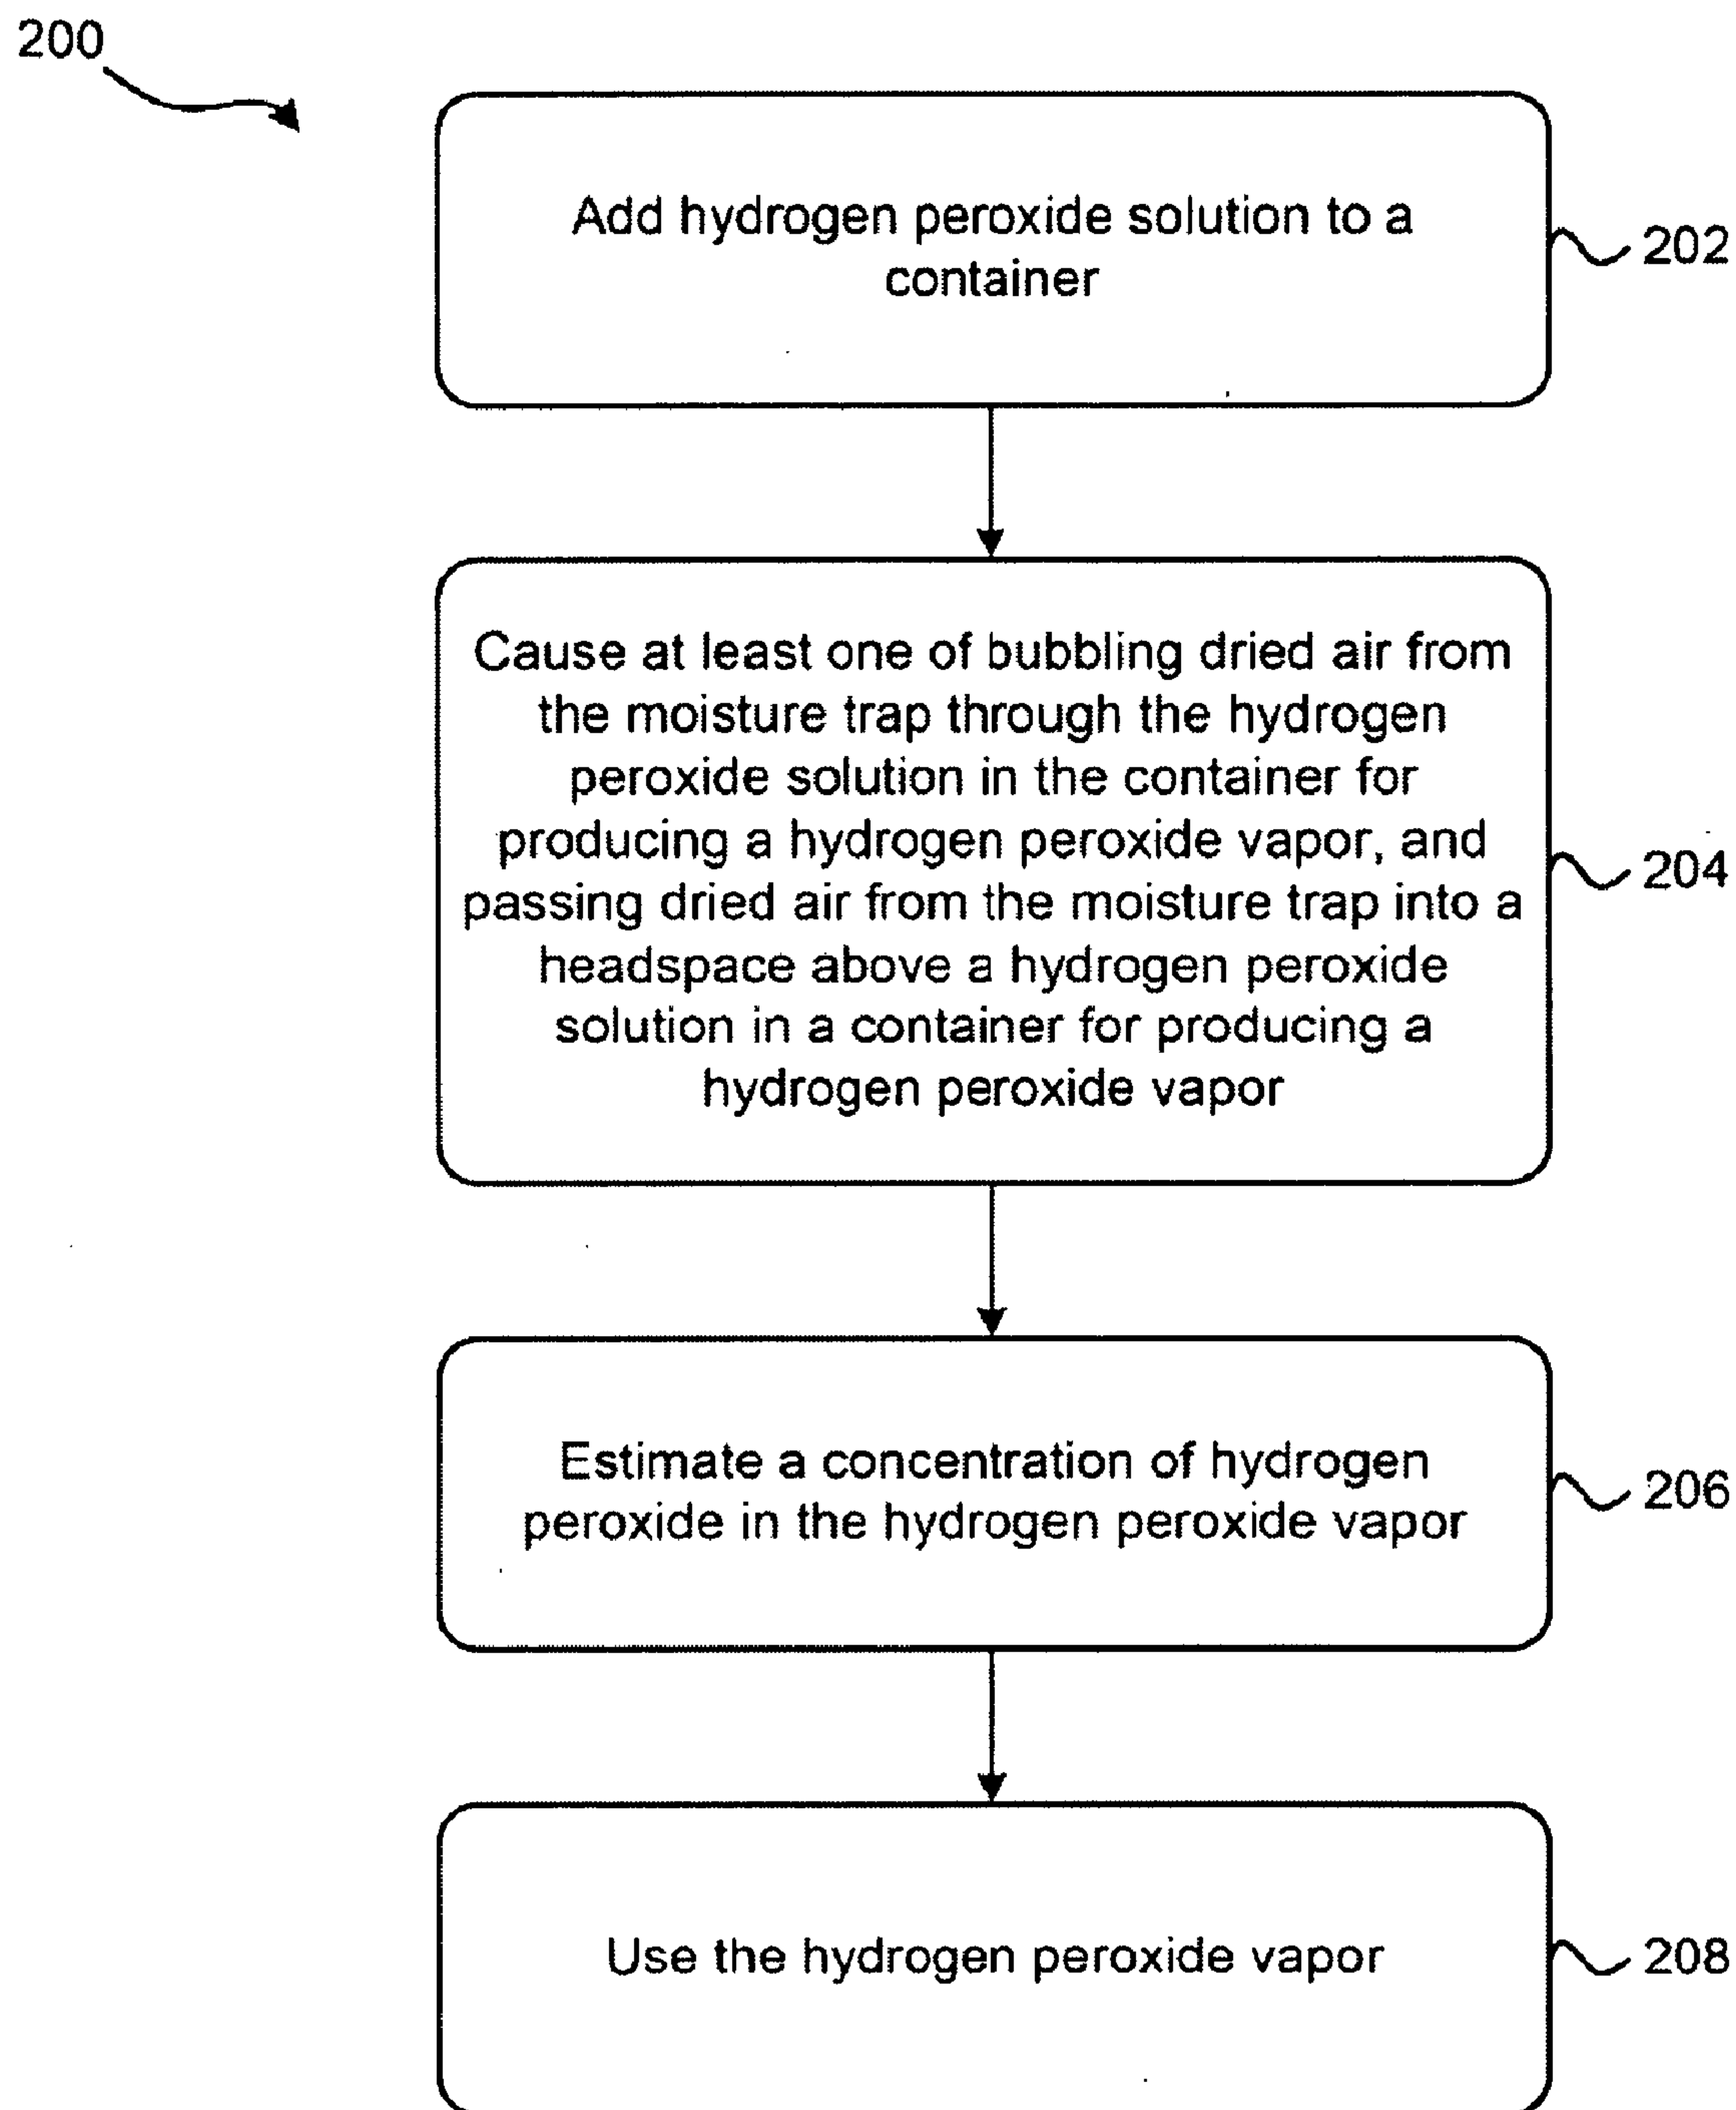 200
Add hydrogen peroxide solution to a
container
202
Cause at least one of bubbling dried air from
the moisture trap through the hydrogen
peroxide solution in the container for
producing a hydrogen peroxide vapor, and
passing dried air from the moisture trap into a
headspace above a hydrogen peroxide
solution in a container for producing a
hydrogen peroxide vapor
204
Estimate a concentration of hydrogen
peroxide in the hydrogen peroxide vapor
206
Use the hydrogen peroxide vapor
208